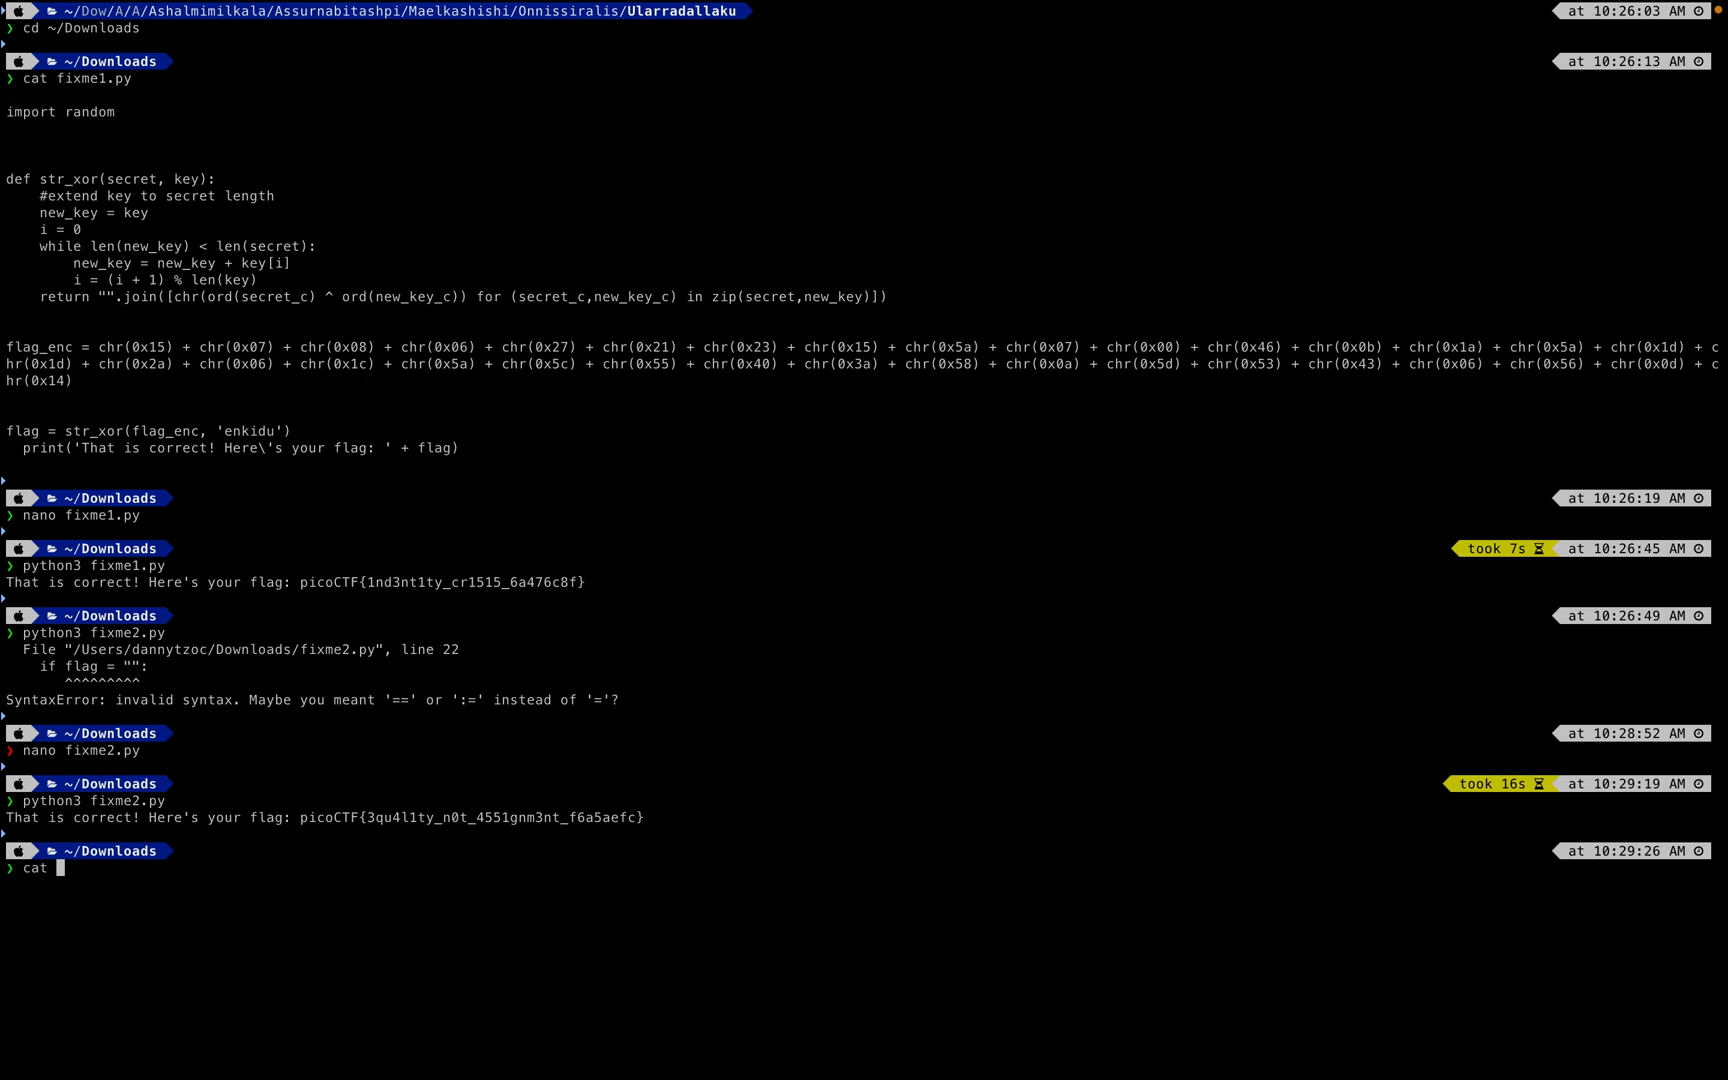 ~/Dow/A/A/Ashalmimilkala/Assurnabitashpi/Maelkashishi/Onnissiralis/Ularradallaku at 10:26:03 AM
❯ cd ~/Downloads
~/Downloads at 10:26:13 AM
❯ cat fixme1.py
import random
def str_xor(secret, key):
    #extend key to secret length
    new_key = key
    i = 0
    while len(new_key) < len(secret):
        new_key = new_key + key[i]
        i = (i + 1) % len(key)
    return "".join([chr(ord(secret_c) ^ ord(new_key_c)) for (secret_c,new_key_c) in zip(secret,new_key)])
flag_enc = chr(0x15) + chr(0x07) + chr(0x08) + chr(0x06) + chr(0x27) + chr(0x21) + chr(0x23) + chr(0x15) + chr(0x5a) + chr(0x07) + chr(0x00) + chr(0x46) + chr(0x0b) + chr(0x1a) + chr(0x5a) + chr(0x1d) + c
hr(0x1d) + chr(0x2a) + chr(0x06) + chr(0x1c) + chr(0x5a) + chr(0x5c) + chr(0x55) + chr(0x40) + chr(0x3a) + chr(0x58) + chr(0x0a) + chr(0x5d) + chr(0x53) + chr(0x43) + chr(0x06) + chr(0x56) + chr(0x0d) + c
hr(0x14)
flag = str_xor(flag_enc, 'enkidu')
  print('That is correct! Here\'s your flag: ' + flag)
~/Downloads at 10:26:19 AM
❯ nano fixme1.py
~/Downloads took 7s at 10:26:45 AM
❯ python3 fixme1.py
That is correct! Here's your flag: picoCTF{1nd3nt1ty_cr1515_6a476c8f}
~/Downloads at 10:26:49 AM
❯ python3 fixme2.py
  File "/Users/dannytzoc/Downloads/fixme2.py", line 22
    if flag = "":
       ^^^^^^^^^
SyntaxError: invalid syntax. Maybe you meant '==' or ':=' instead of '='?
~/Downloads at 10:28:52 AM
❯ nano fixme2.py
~/Downloads took 16s at 10:29:19 AM
❯ python3 fixme2.py
That is correct! Here's your flag: picoCTF{3qu4l1ty_n0t_4551gnm3nt_f6a5aefc}
~/Downloads at 10:29:26 AM
❯ cat